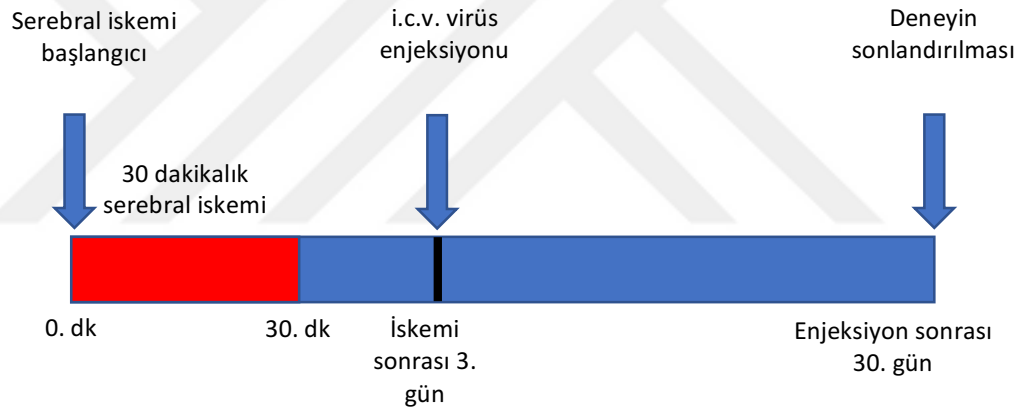 Serebral iskemi
başlangıcı
i.c.v. virüs
enjeksiyonu
Deneyin
sonlandırılması
30 dakikalık
serebral iskemi
0. dk
30. dk
İskemi
sonrası 3.
gün
Enjeksiyon sonrası
30. gün